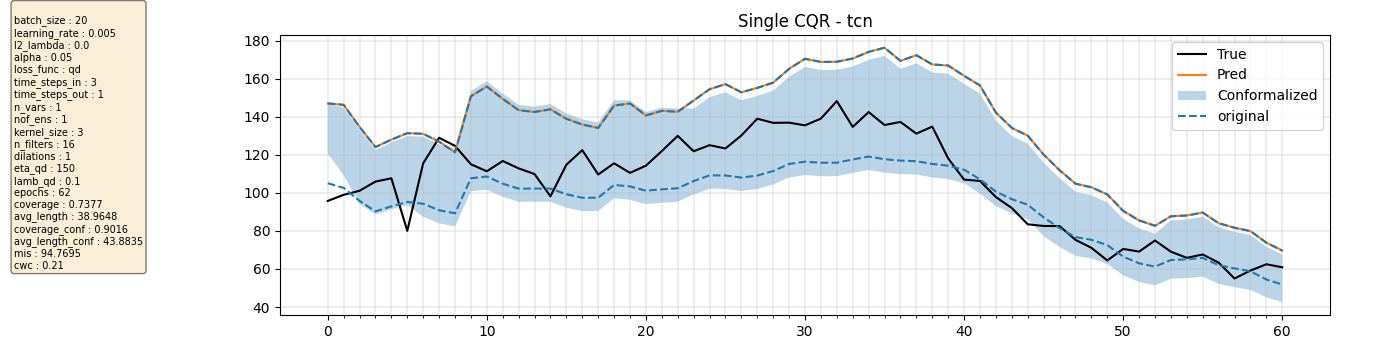 batch_size : 20
learning_rate : 0.005
l2_lambda : 0.0
alpha : 0.05
loss_func : qd
time_steps_in : 3
time_steps_out : 1
n_vars : 1
nof_ens : 1
kernel_size : 3
n_filters : 16
dilations : 1
eta_qd : 150
lamb_qd : 0.1
epochs : 62
coverage : 0.7377
avg_length : 38.9648
coverage_conf : 0.9016
avg_length_conf : 43.8835
mis : 94.7695
cwc : 0.21
Single CQR - tcn
180
160
140
120
100
80
60
40
0 10 20 30 40 50 60
True
Pred
Conformalized
original